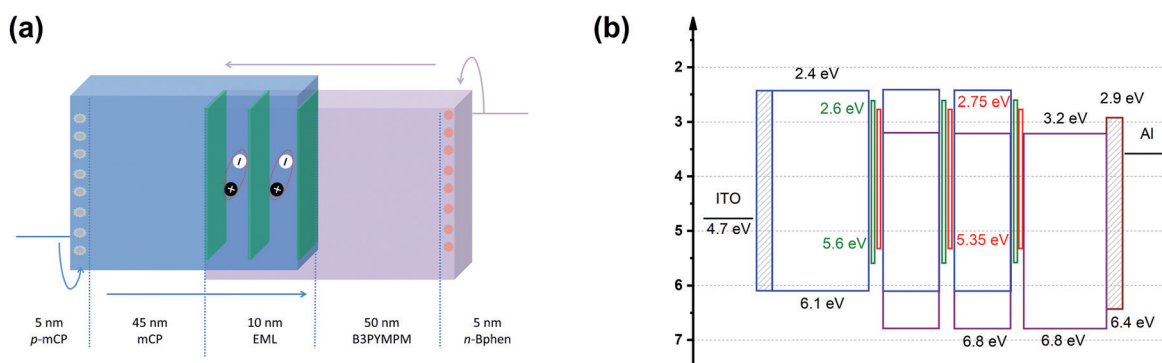 (a)
−
+
−
+
5 nm
p-mCP
45 nm
mCP
10 nm
EML
50 nm
B3PYMPM
5 nm
n-Bphen
(b)
2
3
4
5
6
7
ITO
4.7 eV
2.4 eV
6.1 eV
2.6 eV
5.6 eV
2.75 eV
5.35 eV
6.8 eV
3.2 eV
6.8 eV
2.9 eV
6.4 eV
Al